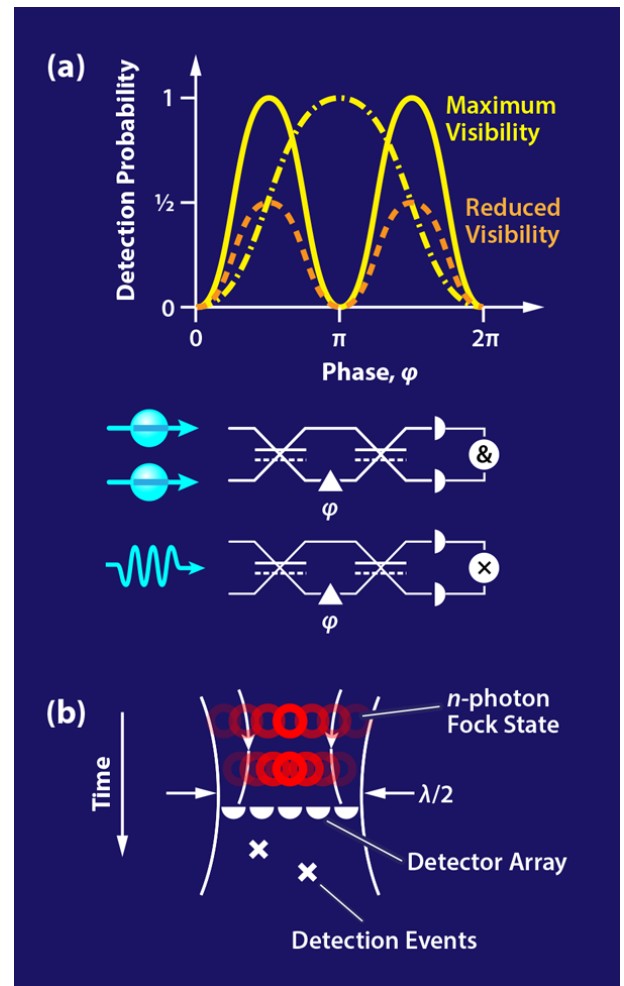 (a)
Detection Probability
1
½
0
Maximum
Visibility
Reduced
Visibility
0
π
2π
Phase, φ
&
φ
×
φ
(b)
Time
n-photon
Fock State
λ/2
Detector Array
Detection Events